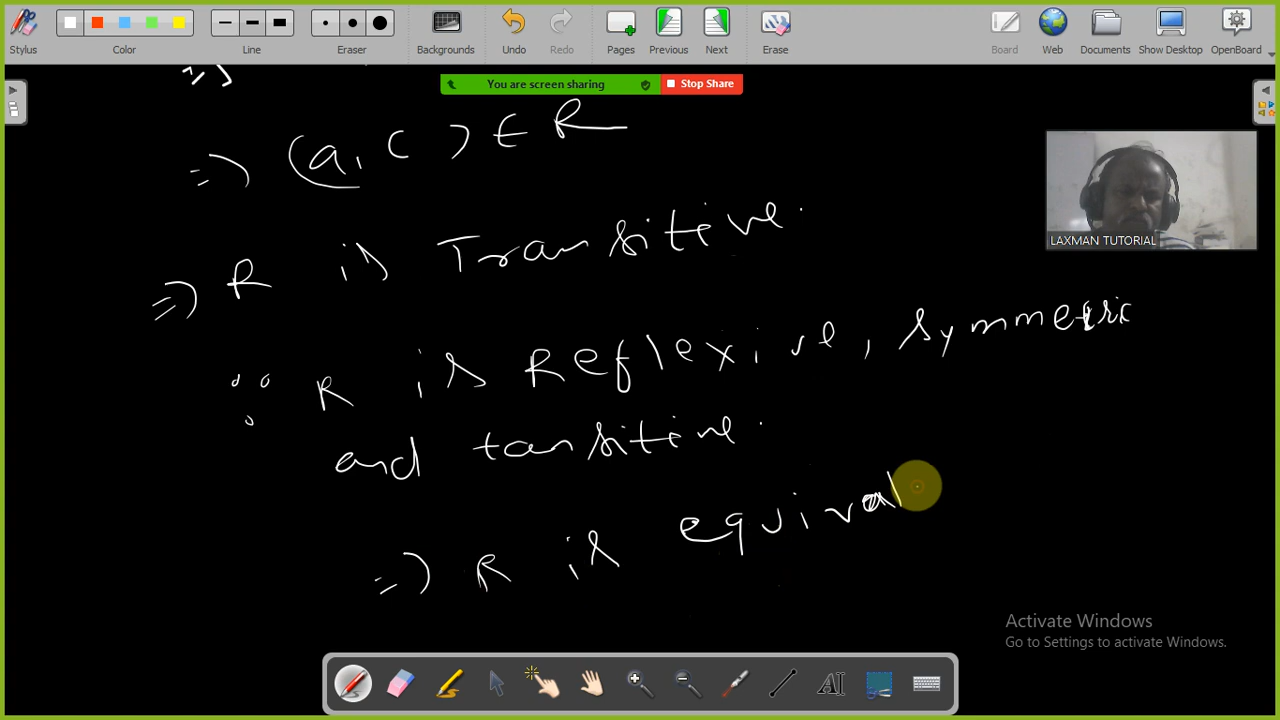 Stylus Color Line Eraser Backgrounds Undo Redo Pages Previous Next Erase Board Web Documents Show Desktop OpenBoard
You are screen sharing Stop Share
=> (a, c) ∈ R
LAXMAN TUTORIAL
=> R is Transitive.
∵ R is Reflexive, symmetric
and tansitive.
=> R is equival
Activate Windows
Go to Settings to activate Windows.